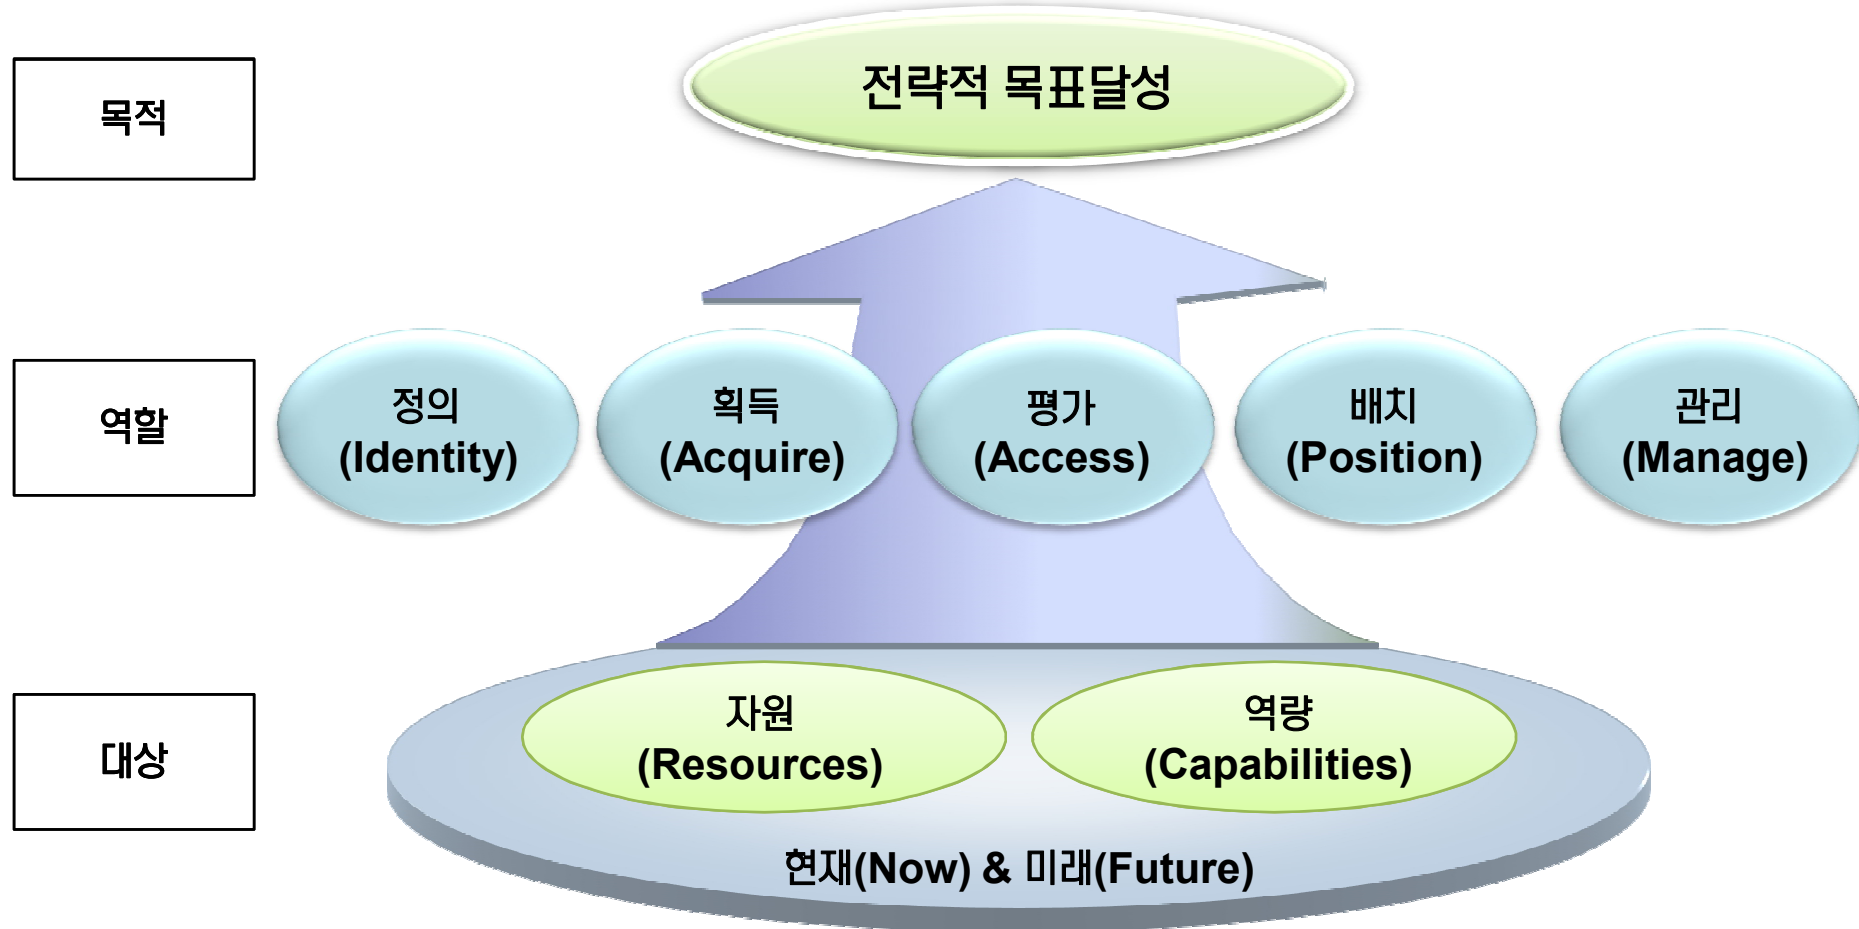 목적
전략적 목표달성
역할
정의
(Identity)
획득
(Acquire)
평가
(Access)
배치
(Position)
관리
(Manage)
대상
자원
(Resources)
역량
(Capabilities)
현재(Now) & 미래(Future)